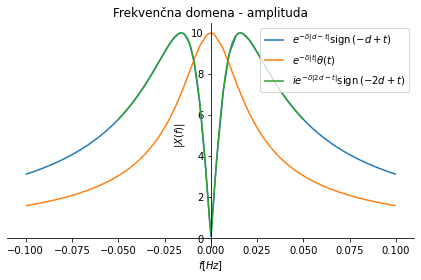 Frekvenčna domena - amplituda
e^{-δ|d-t|} sign (-d + t)
e^{-δ|t|}θ(t)
ie^{-δ|2d-t|} sign (-2d + t)
|X(f)|
10
8
6
4
2
0
−0.100 −0.075 −0.050 −0.025 0.000 0.025 0.050 0.075 0.100
f[Hz]